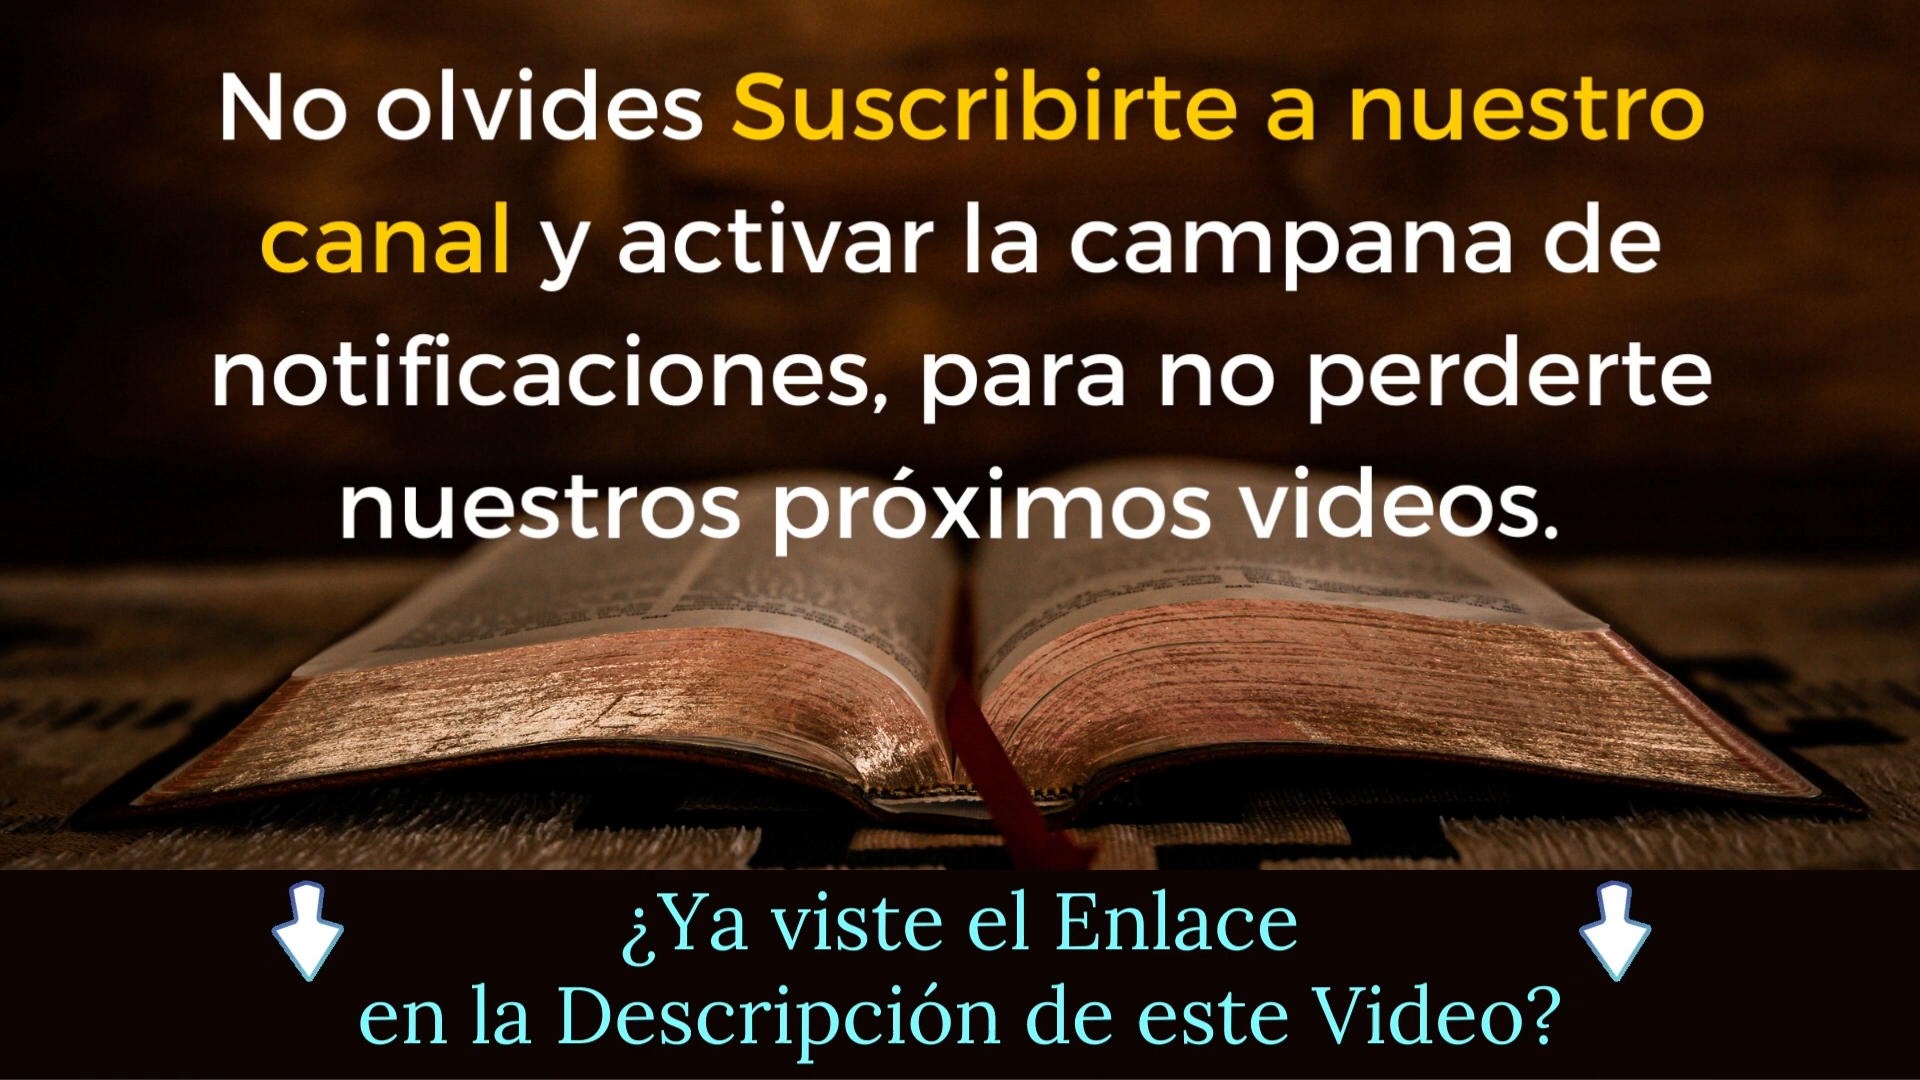 No olvides Suscribirte a nuestro
canal y activar la campana de
notificaciones, para no perderte
nuestros próximos videos.
¿Ya viste el Enlace
en la Descripción de este Video?